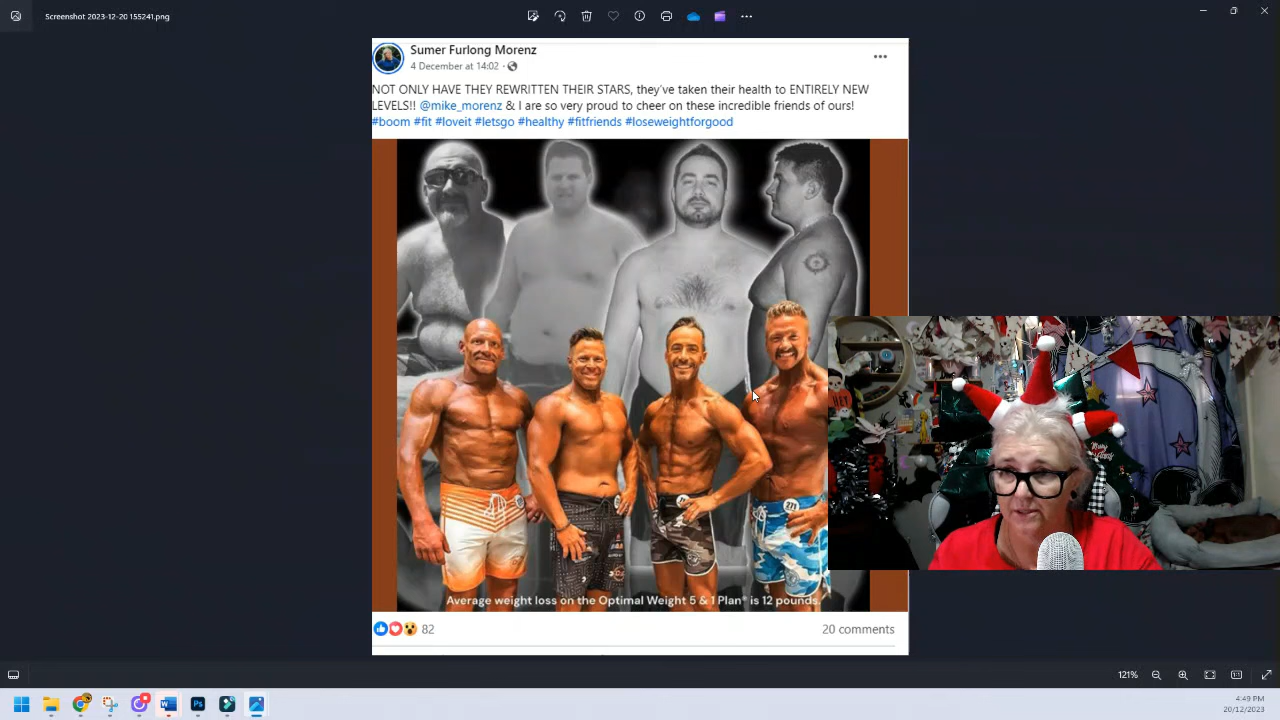 Screenshot 2023-12-20 155241.png
Sumer Furlong Morenz
4 December at 14:02 ·
NOT ONLY HAVE THEY REWRITTEN THEIR STARS, they've taken their health to ENTIRELY NEW
LEVELS!! @mike_morenz & I are so very proud to cheer on these incredible friends of ours!
#boom #fit #loveit #letsgo #healthy #fitfriends #loseweightforgood
HEY
Merry
271
Average weight loss on the Optimal Weight 5 & 1 Plan® is 12 pounds.
82
20 comments
121%
4:49 PM
20/12/2023